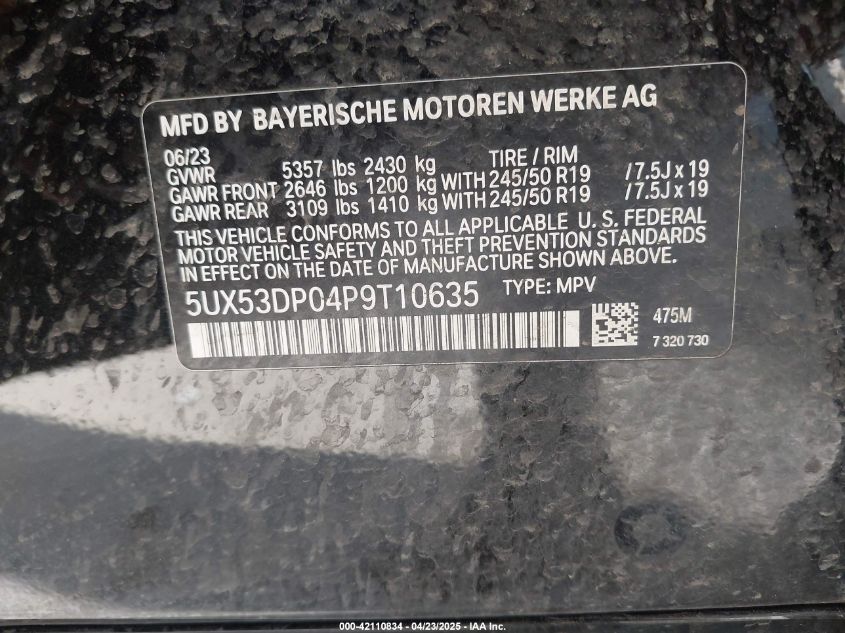 MFD BY BAYERISCHE MOTOREN WERKE AG
06/23 TIRE / RIM
GVWR 5357 lbs 2430 kg
GAWR FRONT 2646 lbs 1200 kg WITH 245/50 R19 /7.5J x 19
GAWR REAR 3109 lbs 1410 kg WITH 245/50 R19 /7.5J x 19
THIS VEHICLE CONFORMS TO ALL APPLICABLE U. S. FEDERAL
MOTOR VEHICLE SAFETY AND THEFT PREVENTION STANDARDS
IN EFFECT ON THE DATE OF MANUFACTURE SHOWN ABOVE.
5UX53DP04P9T10635 TYPE: MPV
475M
7 320 730
000-42110834 - 04/23/2025 - IAA Inc.